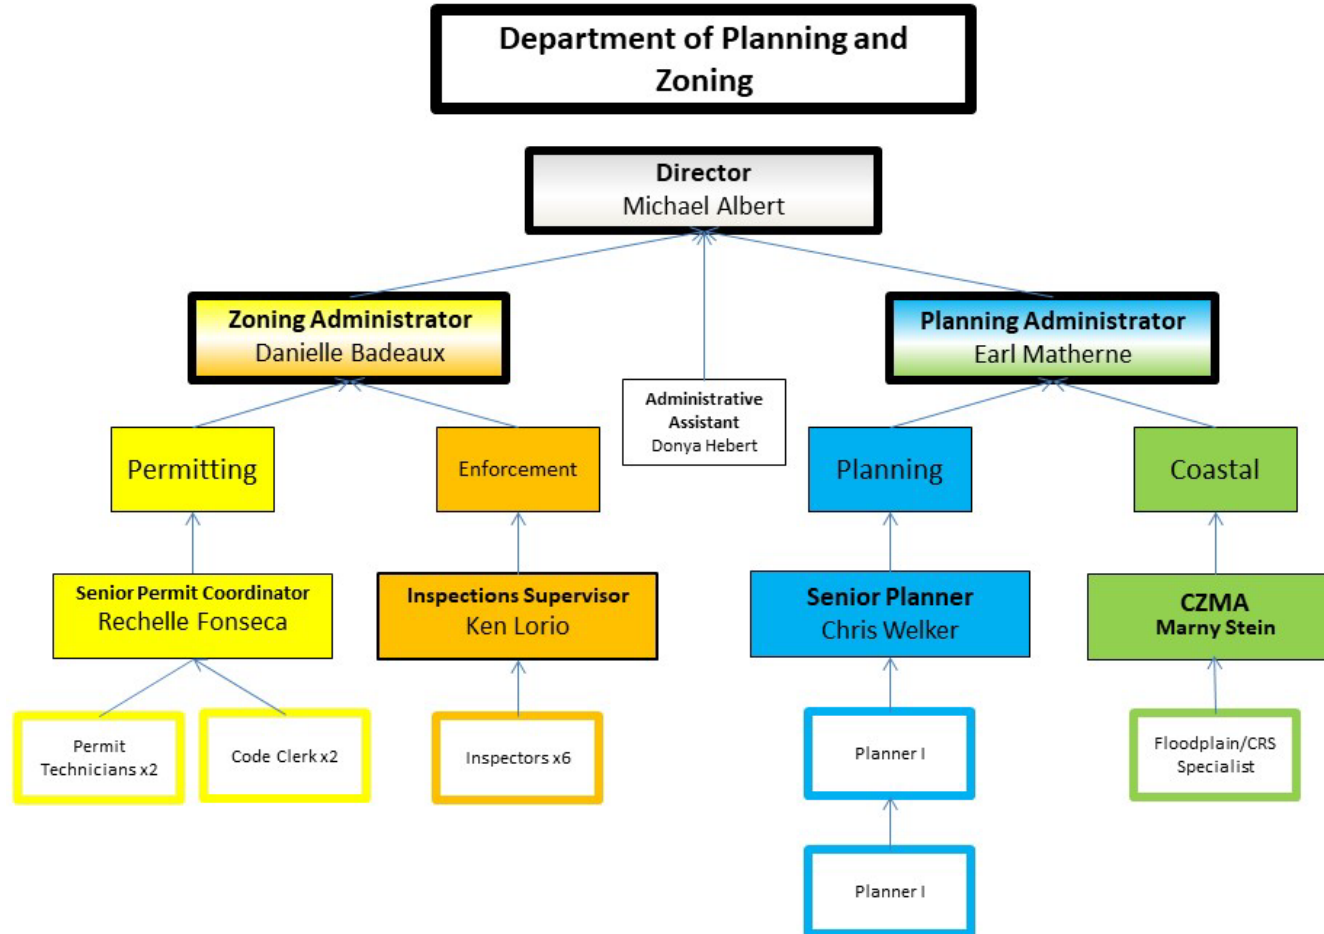 Department of Planning and
Zoning
Director
Michael Albert
Zoning Administrator
Danielle Badeaux
Planning Administrator
Earl Matherne
Administrative
Assistant
Donya Hebert
Permitting
Enforcement
Planning
Coastal
Senior Permit Coordinator
Rechelle Fonseca
Inspections Supervisor
Ken Lorio
Senior Planner
Chris Welker
CZMA
Marny Stein
Permit
Technicians x2
Code Clerk x2
Inspectors x6
Planner I
Floodplain/CRS
Specialist
Planner I